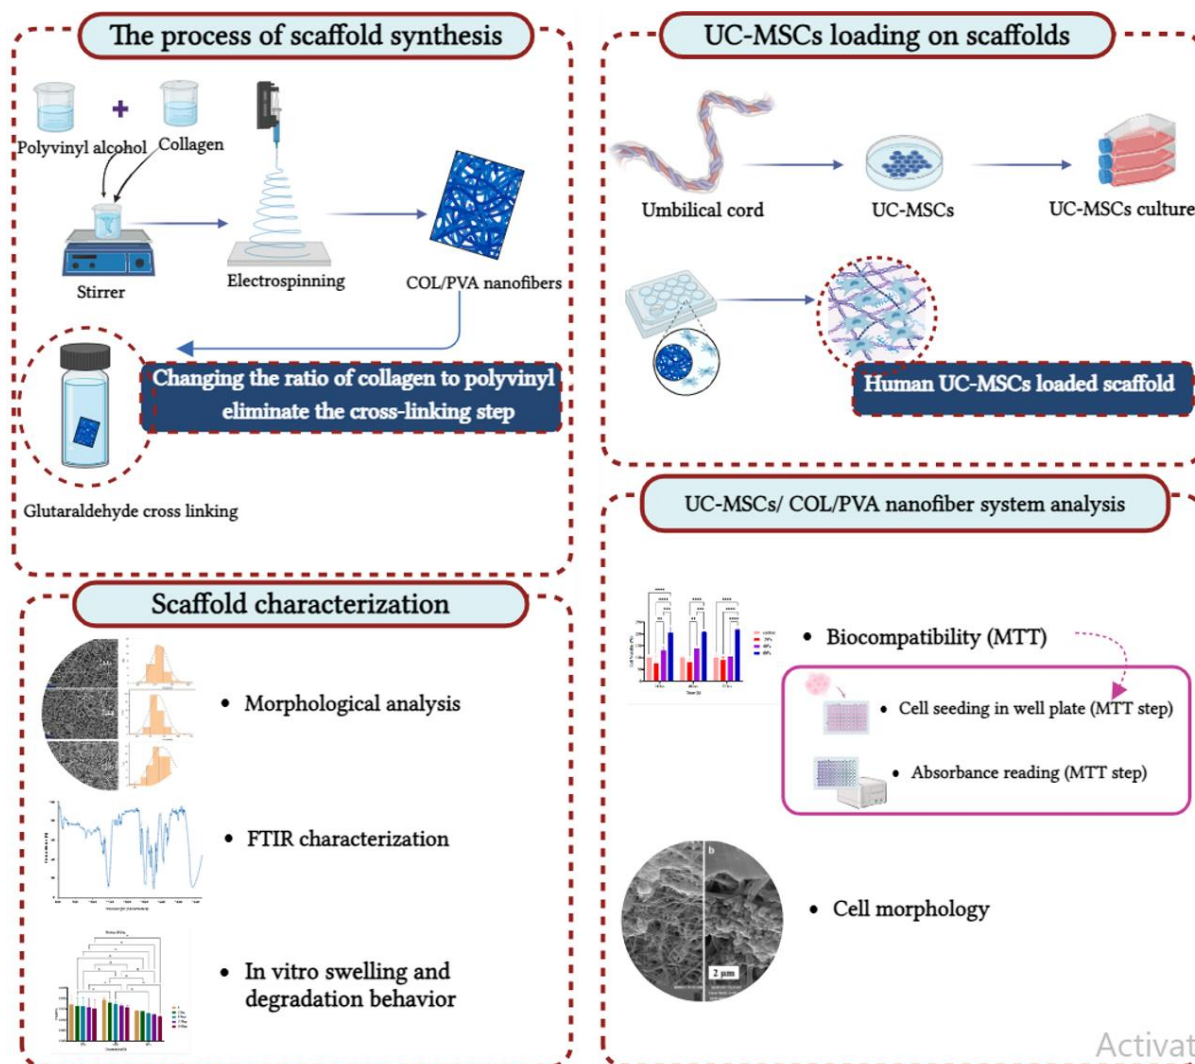 The process of scaffold synthesis
Polyvinyl alcohol
+
Collagen
Stirrer
Electrospinning
COL/PVA nanofibers
Changing the ratio of collagen to polyvinyl
eliminate the cross-linking step
Glutaraldehyde cross linking
UC-MSCs loading on scaffolds
Umbilical cord
UC-MSCs
UC-MSCs culture
Human UC-MSCs loaded scaffold
Scaffold characterization
• Morphological analysis
• FTIR characterization
• In vitro swelling and
degradation behavior
UC-MSCs/ COL/PVA nanofiber system analysis
control
• Biocompatibility (MTT)
• Cell seeding in well plate (MTT step)
• Absorbance reading (MTT step)
b
2 μm
• Cell morphology
Activat